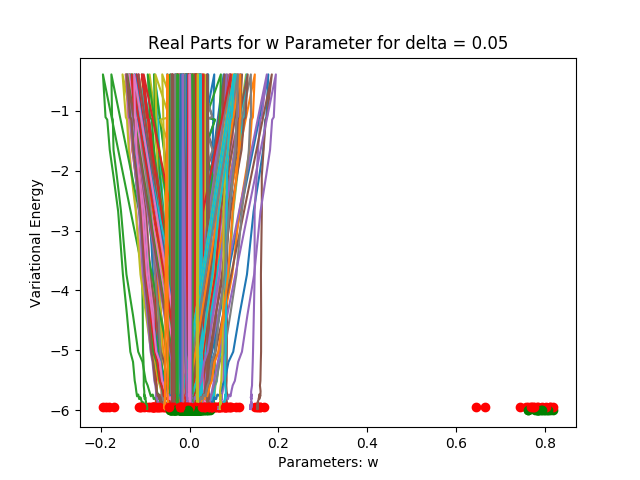 Real Parts for w Parameter for delta = 0.05
Variational Energy
−1
−2
−3
−4
−5
−6
−0.2 0.0 0.2 0.4 0.6 0.8
Parameters: w